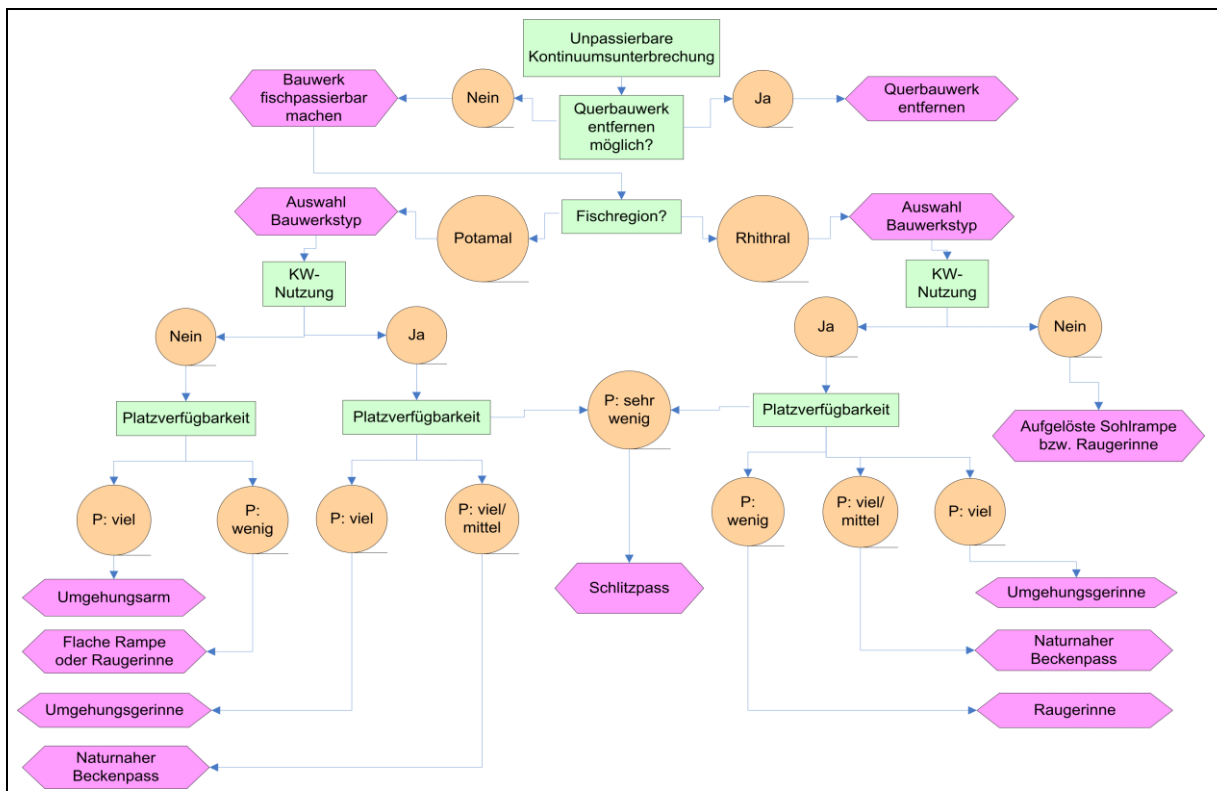 Unpassierbare
Kontinuumsunterbrechung
Bauwerk
fischpassierbar
machen
Nein
Querbauwerk
entfernen
möglich?
Ja
Querbauwerk
entfernen
Auswahl
Bauwerkstyp
Potamal
Fischregion?
Rhithral
Auswahl
Bauwerkstyp
KW-
Nutzung
KW-
Nutzung
Nein
Ja
Ja
Nein
Platzverfügbarkeit
Platzverfügbarkeit
P: sehr
wenig
Platzverfügbarkeit
Aufgelöste Sohlrampe
bzw. Raugerinne
P: viel
P:
wenig
P: viel
P: viel/
mittel
P:
wenig
P: viel/
mittel
P: viel
Umgehungsarm
Schlitzpass
Umgehungsgerinne
Flache Rampe
oder Raugerinne
Naturnaher
Beckenpass
Umgehungsgerinne
Raugerinne
Naturnaher
Beckenpass